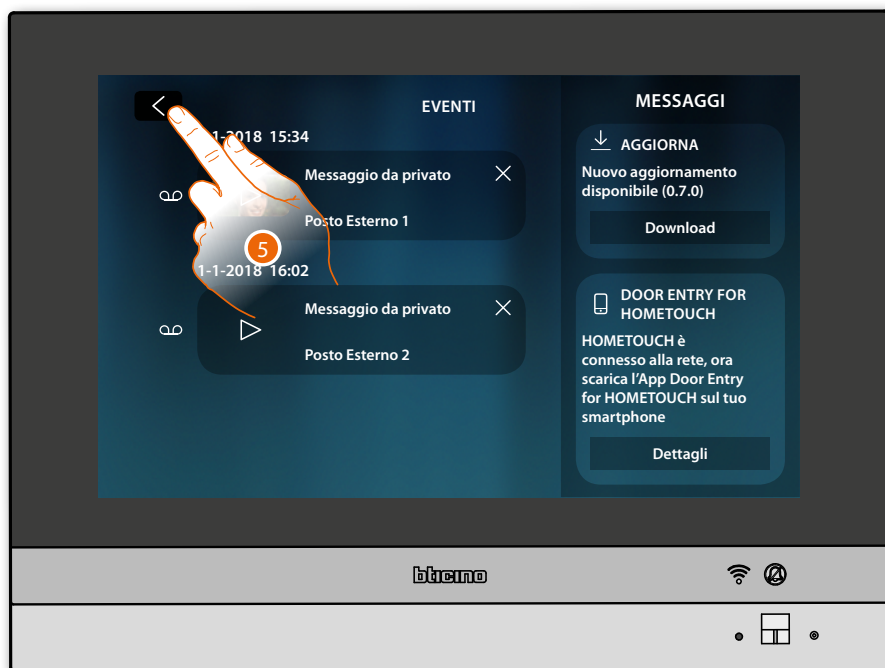 EVENTI
1-2018 15:34
Messaggio da privato
Posto Esterno 1
5
1-1-2018 16:02
Messaggio da privato
Posto Esterno 2
MESSAGGI
AGGIORNA
Nuovo aggiornamento
disponibile (0.7.0)
Download
DOOR ENTRY FOR
HOMETOUCH
HOMETOUCH è
connesso alla rete, ora
scarica l'App Door Entry
for HOMETOUCH sul tuo
smartphone
Dettagli
bticino